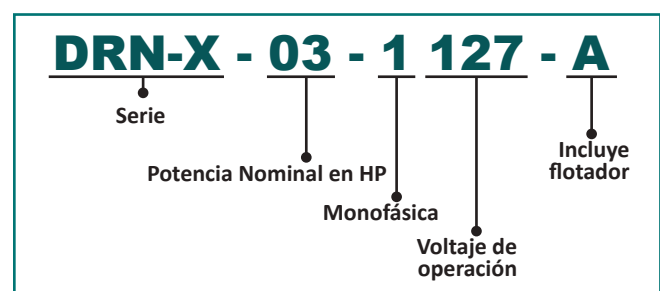 DRN-X - 03 - 1 127 - A
Serie
Potencia Nominal en HP
Monofásica
Voltaje de
operación
Incluye
flotador